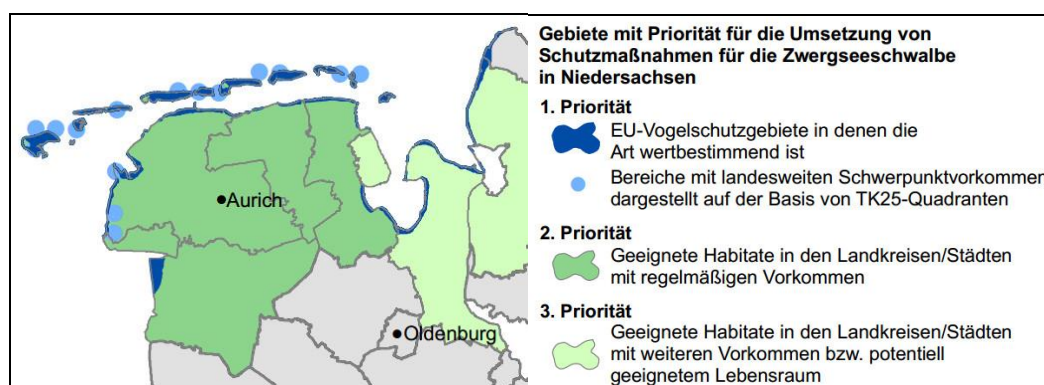 Aurich
Oldenburg
Gebiete mit Priorität für die Umsetzung von
Schutzmaßnahmen für die Zwergseeschwalbe
in Niedersachsen
1. Priorität
EU-Vogelschutzgebiete in denen die
Art wertbestimmend ist
Bereiche mit landesweiten Schwerpunktvorkommen
dargestellt auf der Basis von TK25-Quadranten
2. Priorität
Geeignete Habitate in den Landkreisen/Städten
mit regelmäßigen Vorkommen
3. Priorität
Geeignete Habitate in den Landkreisen/Städten
mit weiteren Vorkommen bzw. potentiell
geeignetem Lebensraum